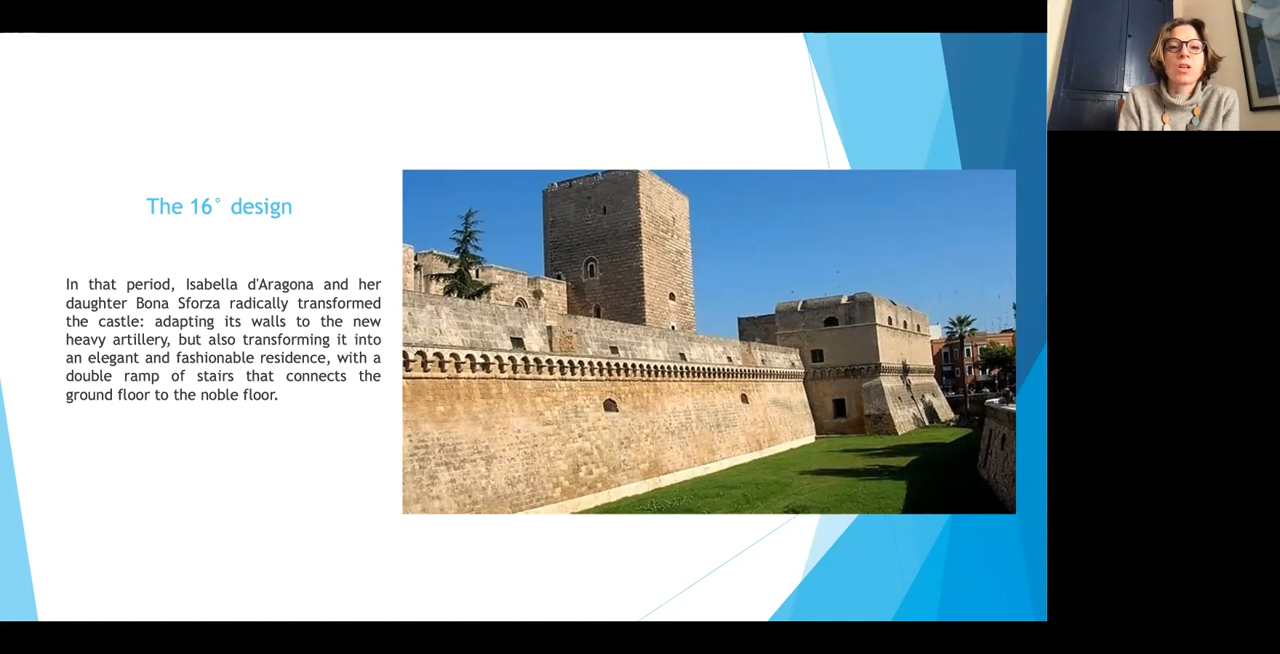 The 16° design
In that period, Isabella d'Aragona and her
daughter Bona Sforza radically transformed
the castle: adapting its walls to the new
heavy artillery, but also transforming it into
an elegant and fashionable residence, with a
double ramp of stairs that connects the
ground floor to the noble floor.